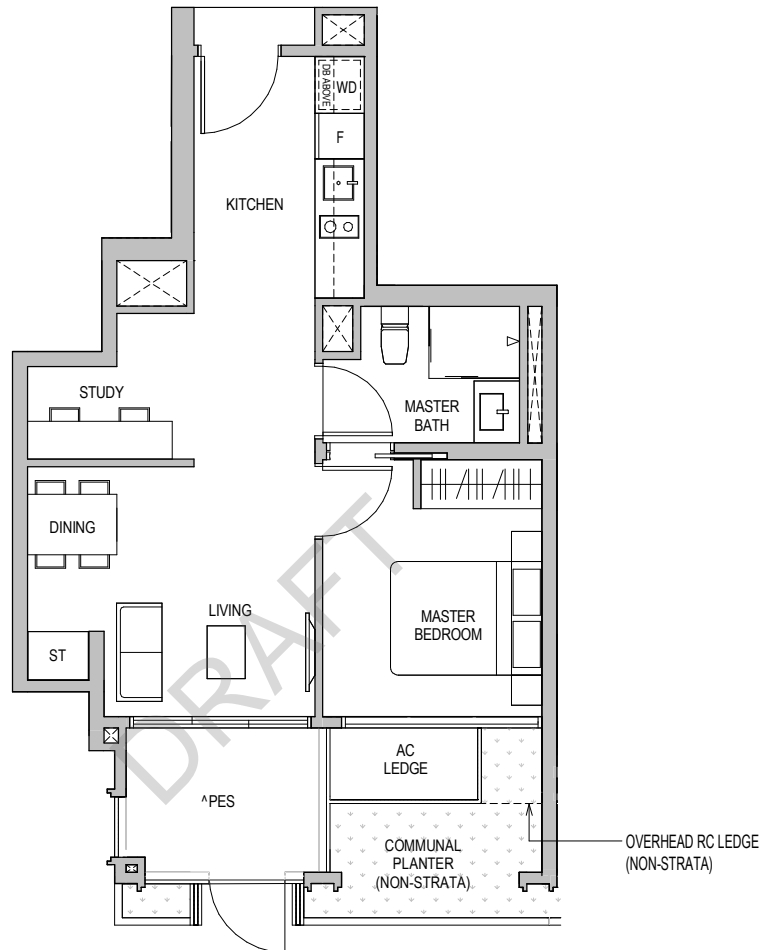 DB ABOVE
WD
F
KITCHEN
STUDY
MASTER
BATH
DINING
LIVING
MASTER
BEDROOM
ST
DRAFT
AC
LEDGE
^PES
COMMUNAL
PLANTER
(NON-STRATA)
OVERHEAD RC LEDGE
(NON-STRATA)